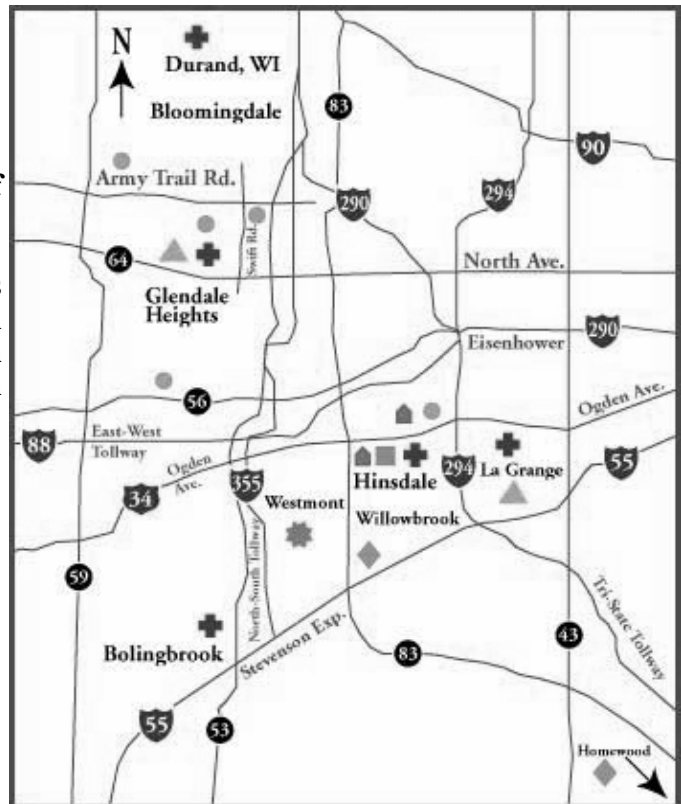 N
Durand, WI
Bloomingdale
83
90
Army Trail Rd.
290
294
Swift Rd.
64
North Ave.
Glendale
Heights
290
Eisenhower
56
Ogden Ave.
88
East-West
Tollway
Ogden
Ave.
34
355
Hinsdale
294
La Grange
55
Westmont
Willowbrook
59
North-South Tollway
Tri-State
Tollway
Bolingbrook
Stevenson Exp.
83
43
55
53
Homewood